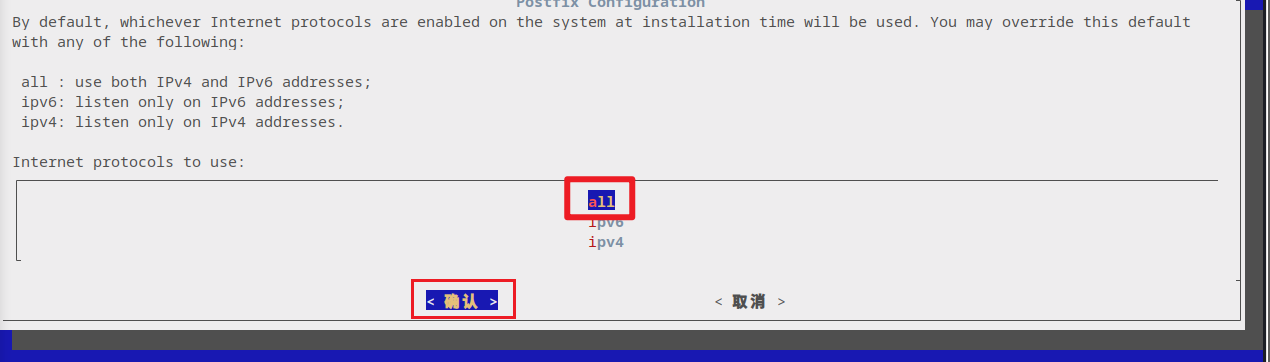 Postfix Configuration
By default, whichever Internet protocols are enabled on the system at installation time will be used. You may override this default
with any of the following:
all : use both IPv4 and IPv6 addresses;
ipv6: listen only on IPv6 addresses;
ipv4: listen only on IPv4 addresses.
Internet protocols to use:
all
ipv6
ipv4
< 确认 > < 取消 >